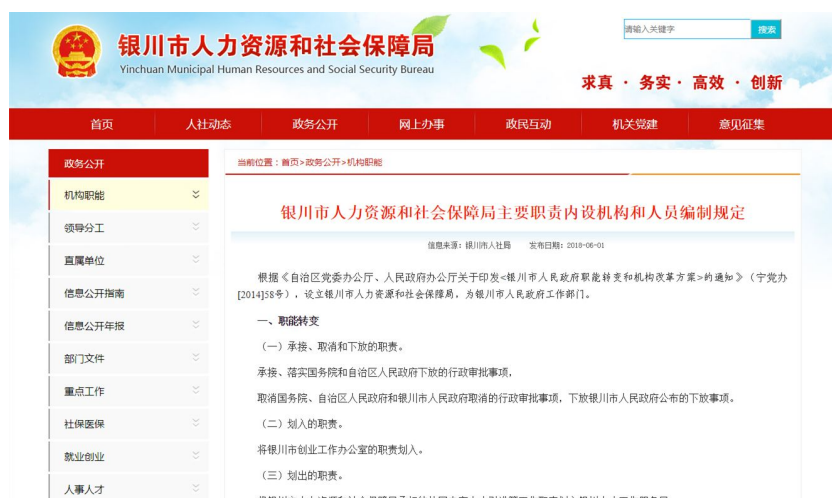 银川市人力资源和社会保障局
Yinchuan Municipal Human Resources and Social Security Bureau
请输入关键字
搜索
求真 · 务实 · 高效 · 创新
首页 人社动态 政务公开 网上办事 政民互动 机关党建 意见征集
政务公开
机构职能
领导分工
直属单位
信息公开指南
信息公开年报
部门文件
重点工作
社保医保
就业创业
人事人才
当前位置：首页>政务公开>机构职能
银川市人力资源和社会保障局主要职责内设机构和人员编制规定
信息来源：银川市人社局 发布日期：2018-06-01
根据《自治区党委办公厅、人民政府办公厅关于印发<银川市人民政府职能转变和机构改革方案>的通知》（宁党办
[2014]58号），设立银川市人力资源和社会保障局，为银川市人民政府工作部门。
一、职能转变
（一）承接、取消和下放的职责。
承接、落实国务院和自治区人民政府下放的行政审批事项，
取消国务院、自治区人民政府和银川市人民政府取消的行政审批事项，下放银川市人民政府公布的下放事项。
（二）划入的职责。
将银川市创业工作办公室的职责划入。
（三）划出的职责。